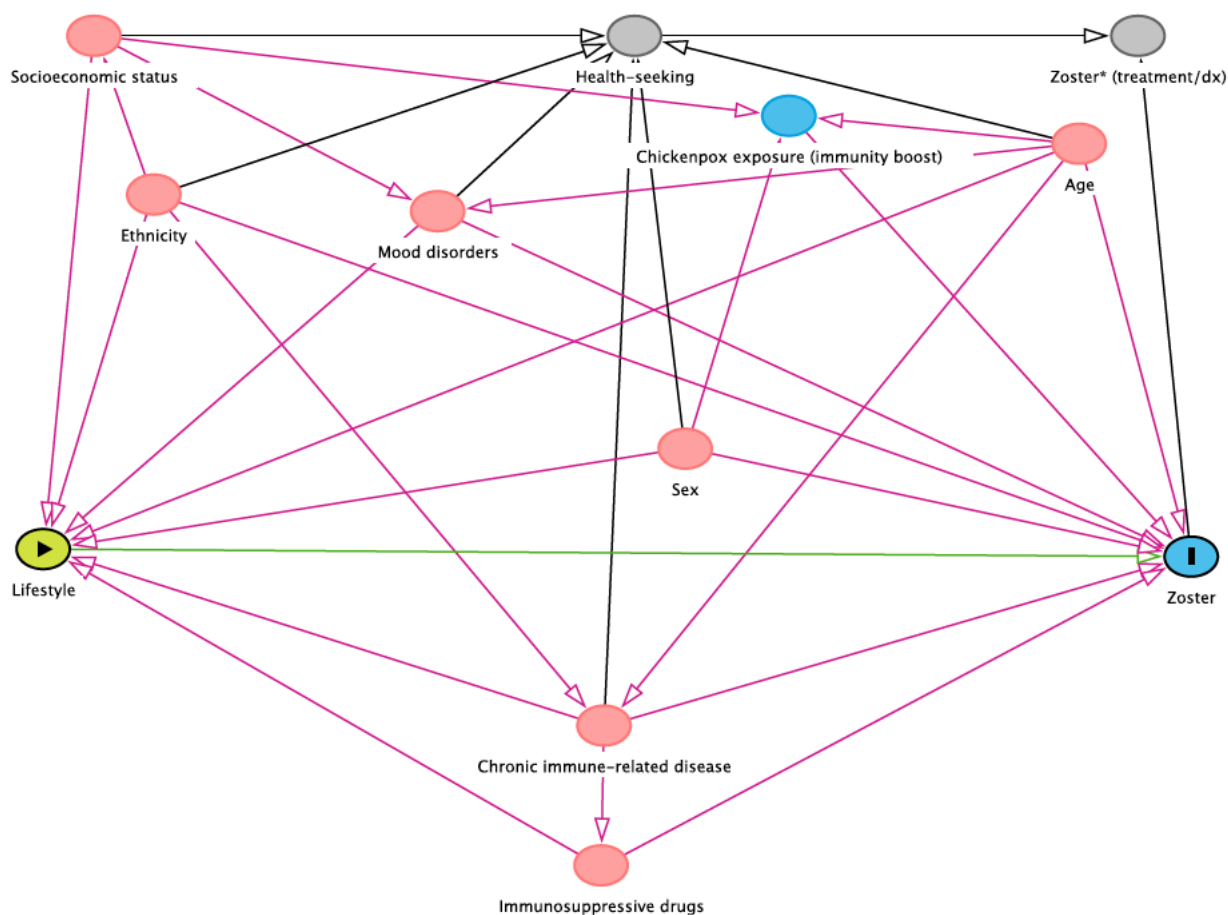 Socioeconomic status
Health-seeking
Zoster* (treatment/dx)
Chickenpox exposure (immunity boost)
Age
Ethnicity
Mood disorders
Sex
Lifestyle
Zoster
Chronic immune-related disease
Immunosuppressive drugs